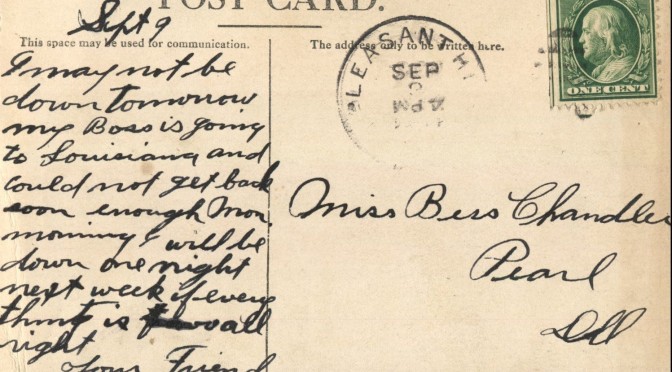 POST CARD.
Sept 9
This space may be used for communication.
The address only to be written here.
I may not be
down tomorrow
my Boss is going
to Louisiana and
could not get back
soon enough Mon.
morning. will be
down one night
next week if every
thing is all
right
Your Friend
PLEASANT H
SEP
4 PM
ONE CENT
Miss Bess Chandler
Pearl
Ill